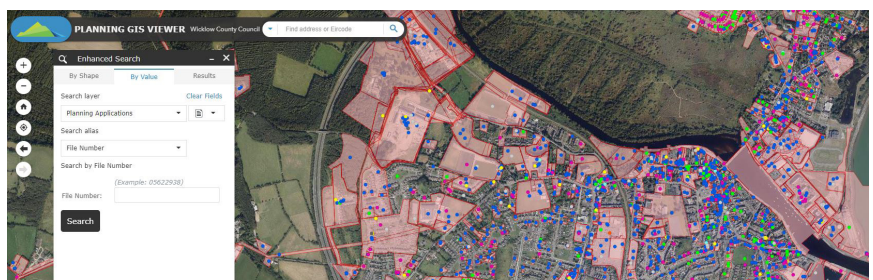 PLANNING GIS VIEWER Wicklow County Council
Find address or Eircode
Enhanced Search
By Shape By Value Results
Search layer Clear Fields
Planning Applications
Search alias
File Number
Search by File Number
(Example: 05622938)
File Number:
Search